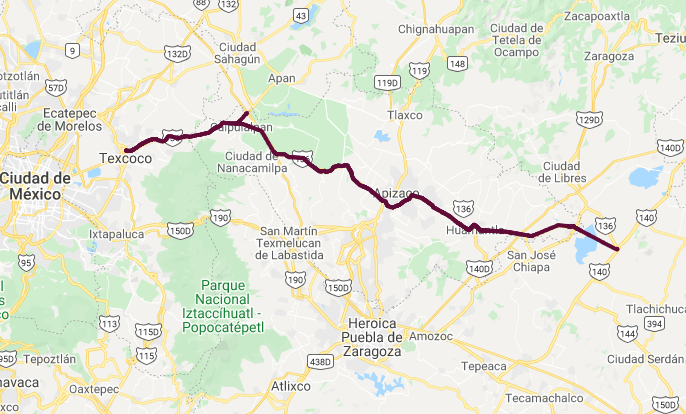 88
132
43
Chignahuapan
Zacapoaxtla
9
132D
Ciudad
Sahagún
Ciudad de
Tetela de
Ocampo
Zaragoza
Teziu
57D
Apan
119D
119
148
Ecatepec
de Morelos
Tlaxco
129D
Texcoco
Calpulalpan
140D
Ciudad de
México
Ciudad de
Nanacamilpa
Ciudad
de Libres
Apizaco
136
190
150D
Ixtapaluca
San Martín
Texmelucan
de Labastida
Huamantla
136
140
95
San José
Chiapa
140D
140
Parque
Nacional
Iztaccíhuatl -
Popocatépetl
190
150D
Tlachichuca
113
115D
Heroica
Puebla de
Zaragoza
Amozoc
144
394
Tepoztlán
115
438D
Tepeaca
Ciudad Serdán
navaca
Oaxtepec
Atlixco
Tecamachalco
150D